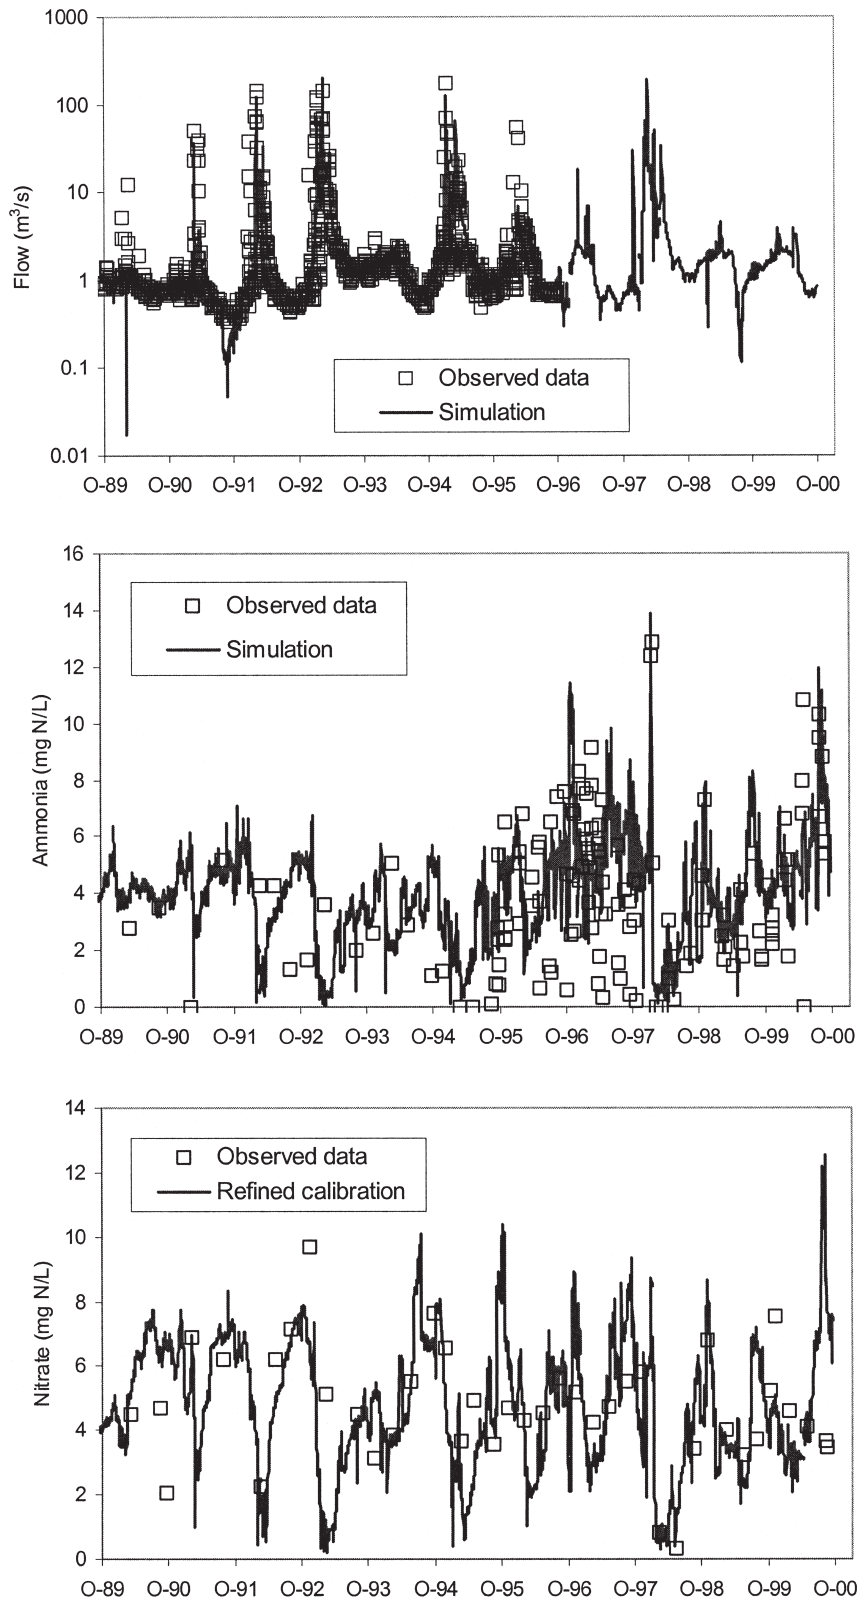 1000
100
10
1
0.1
0.01
Flow (m³/s)
Observed data
Simulation
O-89 O-90 O-91 O-92 O-93 O-94 O-95 O-96 O-97 O-98 O-99 O-00
16
14
12
10
8
6
4
2
0
Ammonia (mg N/L)
Observed data
Simulation
O-89 O-90 O-91 O-92 O-93 O-94 O-95 O-96 O-97 O-98 O-99 O-00
14
12
10
8
6
4
2
0
Nitrate (mg N/L)
Observed data
Refined calibration
O-89 O-90 O-91 O-92 O-93 O-94 O-95 O-96 O-97 O-98 O-99 O-00